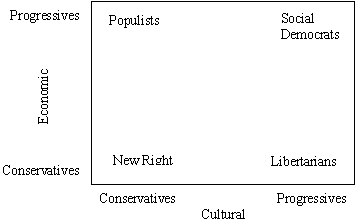 Progressives
Populists
Social
Democrats
Economic
New Right
Libertarians
Conservatives
Conservatives
Progressives
Cultural